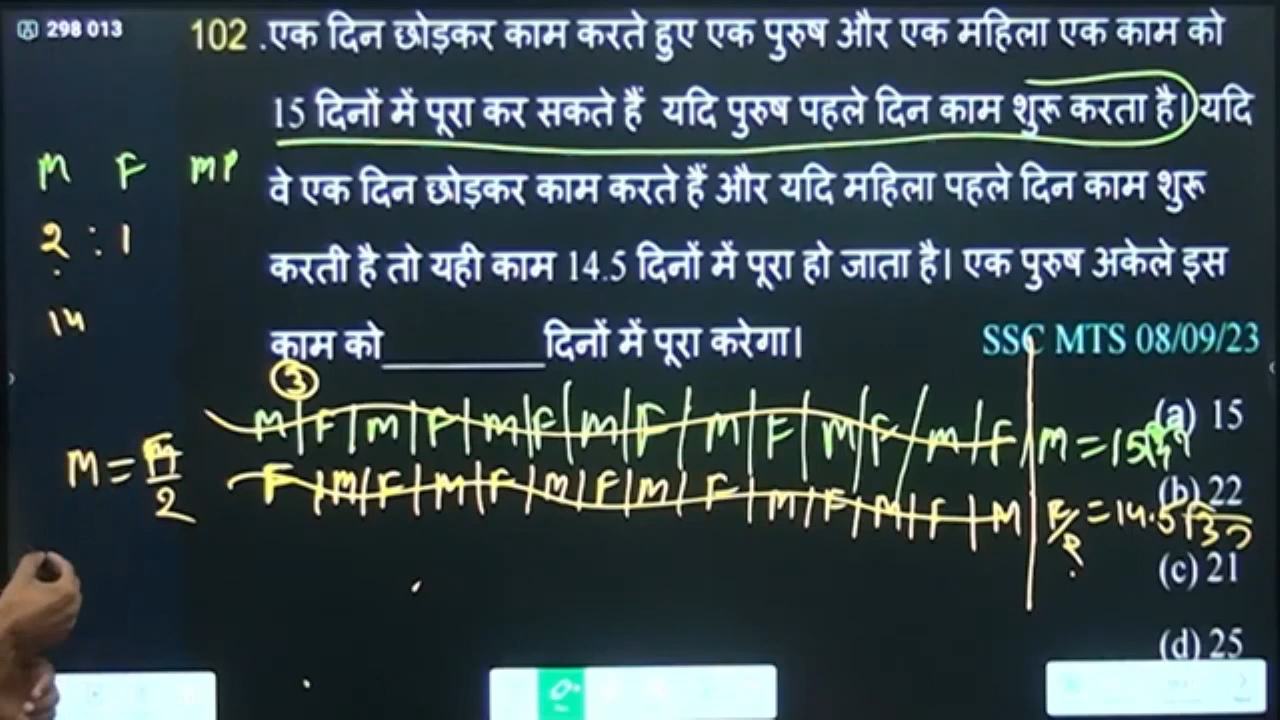 298 013
102 .एक दिन छोड़कर काम करते हुए एक पुरुष और एक महिला एक काम को
15 दिनों में पूरा कर सकते हैं यदि पुरुष पहले दिन काम शुरू करता है। यदि
वे एक दिन छोड़कर काम करते हैं और यदि महिला पहले दिन काम शुरू
करती है तो यही काम 14.5 दिनों में पूरा हो जाता है। एक पुरुष अकेले इस
काम को__________दिनों में पूरा करेगा।
SSC MTS 08/09/23
(a) 15
(b) 22
(c) 21
(d) 25
M F
2 : 1
14
3
M F M F M F M F M F M F M F M = 15
F M F M F M F M F M F M F M F/2 = 14.5
M = F/2